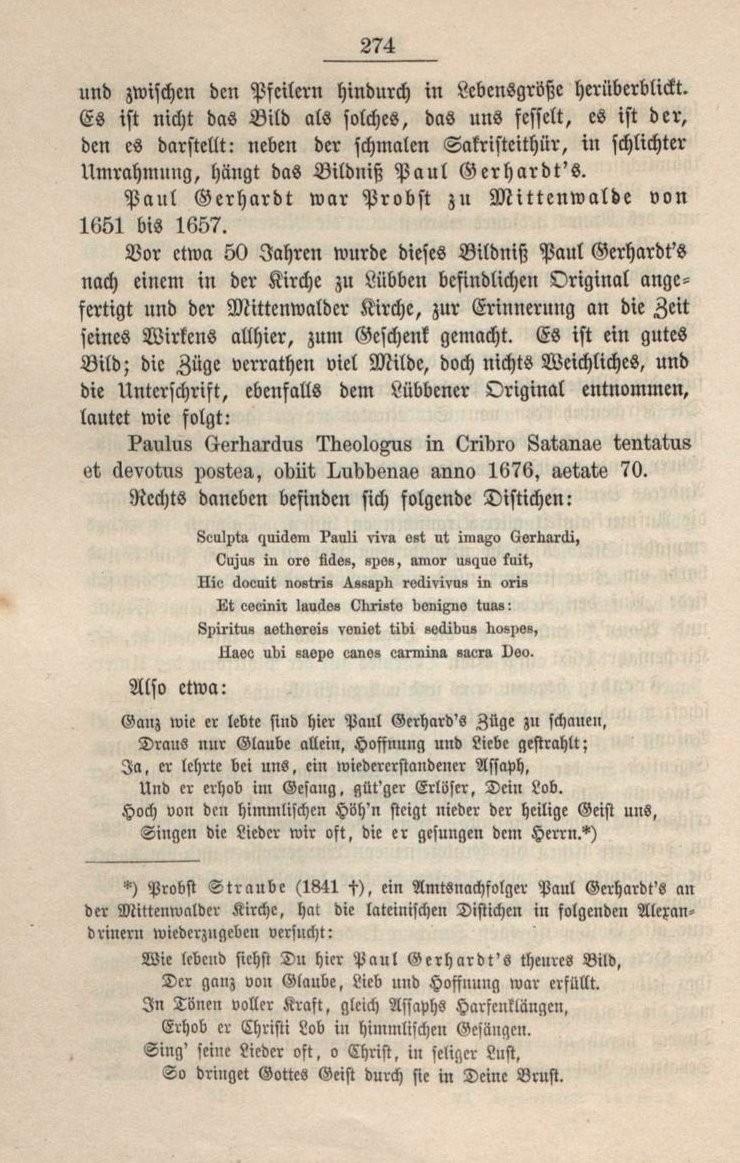 274
und zwischen den Pfeilern hindurch in Lebensgröße herüberblickt.
Es ist nicht das Bild als solches, das uns fesselt, es ist der,
den es darstellt: neben der schmalen Sakristeithür, in schlichter
Umrahmung, hängt das Bildniß Paul Gerhardt's.
Paul Gerhardt war Probst zu Mittenwalde von
1651 bis 1657.
Vor etwa 50 Jahren wurde dieses Bildniß Paul Gerhardt's
nach einem in der Kirche zu Lübben befindlichen Original ange-
fertigt und der Mittenwalder Kirche, zur Erinnerung an die Zeit
seines Wirkens allhier, zum Geschenk gemacht. Es ist ein gutes
Bild; die Züge verrathen viel Milde, doch nichts Weichliches, und
die Unterschrift, ebenfalls dem Lübbener Original entnommen,
lautet wie folgt:
Paulus Gerhardus Theologus in Cribro Satanae tentatus
et devotus postea, obiit Lubbenae anno 1676, aetate 70.
Rechts daneben befinden sich folgende Distichen:
Sculpta quidem Pauli viva est ut imago Gerhardi,
Cujus in ore fides, spes, amor usque fuit,
Hic docuit nostris Assaph redivivus in oris
Et cecinit laudes Christe benigne tuas:
Spiritus aethereis veniet tibi sedibus hospes,
Haec ubi saepe canes carmina sacra Deo.
Also etwa:
Ganz wie er lebte sind hier Paul Gerhard's Züge zu schauen,
Draus nur Glaube allein, Hoffnung und Liebe gestrahlt;
Ja, er lehrte bei uns, ein wiedererstandener Assaph,
Und er erhob im Gesang, güt'ger Erlöser, Dein Lob.
Hoch von den himmlischen Höh'n steigt nieder der heilige Geist uns,
Singen die Lieder wir oft, die er gesungen dem Herrn.*)
*) Probst Straube (1841 †), ein Amtsnachfolger Paul Gerhardt's an
der Mittenwalder Kirche, hat die lateinischen Distichen in folgenden Alexan-
drinern wiederzugeben versucht:
Wie lebend siehst Du hier Paul Gerhardt's theures Bild,
Der ganz von Glaube, Lieb und Hoffnung war erfüllt.
In Tönen voller Kraft, gleich Assaphs Harfenklängen,
Erhob er Christi Lob in himmlischen Gesängen.
Sing' seine Lieder oft, o Christ, in seliger Lust,
So dringet Gottes Geist durch sie in Deine Brust.